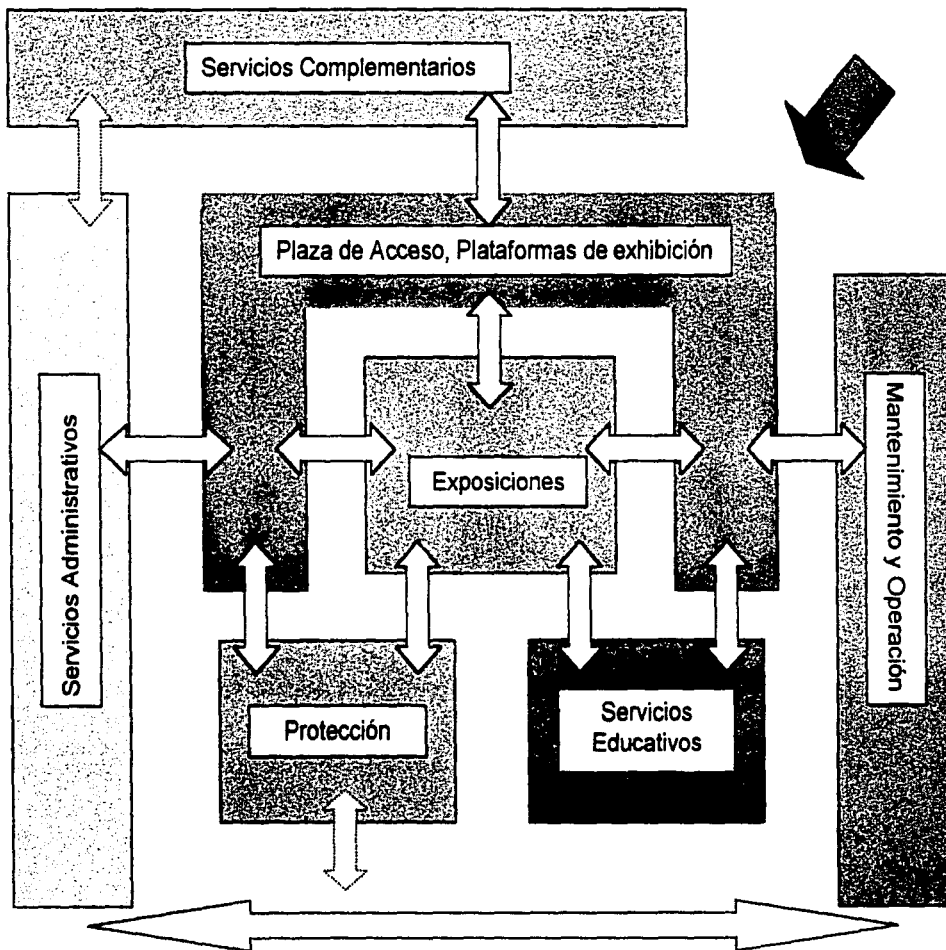 Servicios Complementarios
Plaza de Acceso, Plataformas de exhibición
Servicios Administrativos
Exposiciones
Mantenimiento y Operación
Protección
Servicios
Educativos